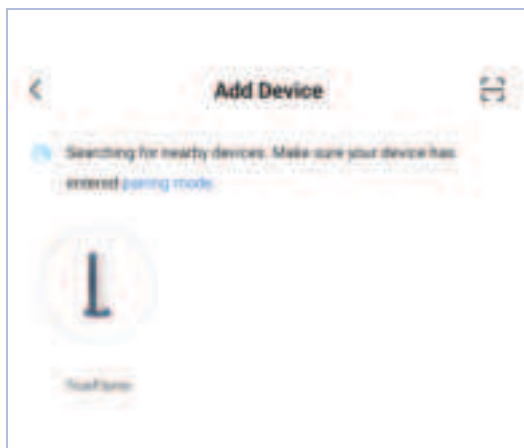 Add Device
Searching for nearby devices. Make sure your device has
entered pairing mode.